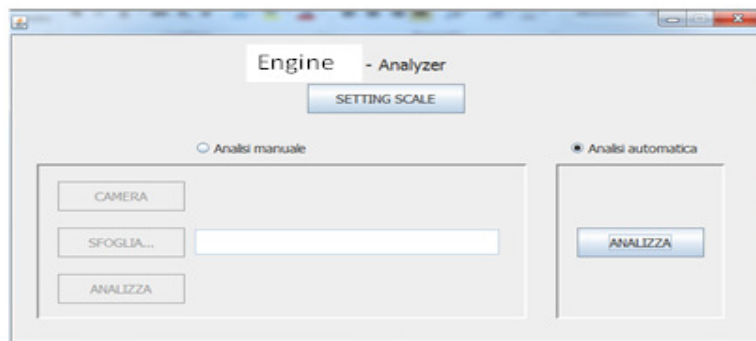 Engine - Analyzer
SETTING SCALE
Analisi manuale
Analisi automatica
CAMERA
SFOGLIA...
ANALIZZA
ANALIZZA